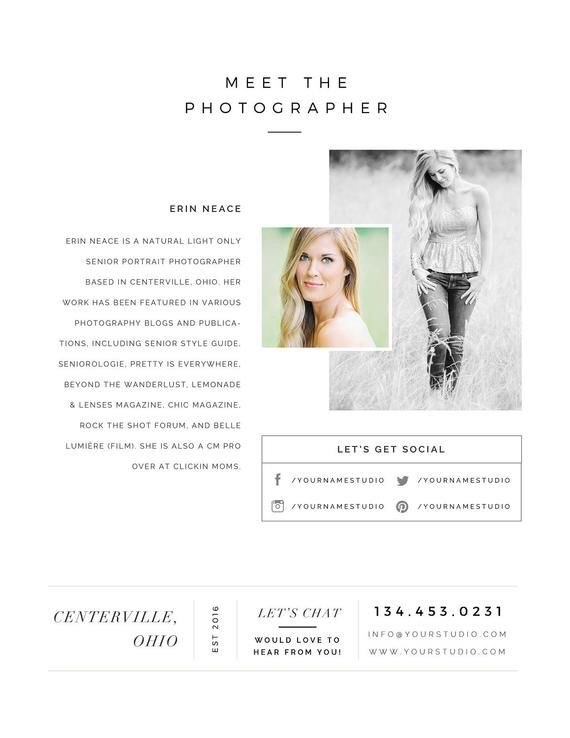 MEET THE
PHOTOGRAPHER
ERIN NEACE
ERIN NEACE IS A NATURAL LIGHT ONLY
SENIOR PORTRAIT PHOTOGRAPHER
BASED IN CENTERVILLE, OHIO. HER
WORK HAS BEEN FEATURED IN VARIOUS
PHOTOGRAPHY BLOGS AND PUBLICA-
TIONS, INCLUDING SENIOR STYLE GUIDE,
SENIOROLOGIE, PRETTY IS EVERYWHERE,
BEYOND THE WANDERLUST, LEMONADE
& LENSES MAGAZINE, CHIC MAGAZINE,
ROCK THE SHOT FORUM, AND BELLE
LUMIÈRE (FILM). SHE IS ALSO A CM PRO
OVER AT CLICKIN MOMS.
LET'S GET SOCIAL
/YOURNAMESTUDIO /YOURNAMESTUDIO
/YOURNAMESTUDIO /YOURNAMESTUDIO
CENTERVILLE,
OHIO
EST 2016
LET'S CHAT
WOULD LOVE TO
HEAR FROM YOU!
134.453.0231
INFO@YOURSTUDIO.COM
WWW.YOURSTUDIO.COM